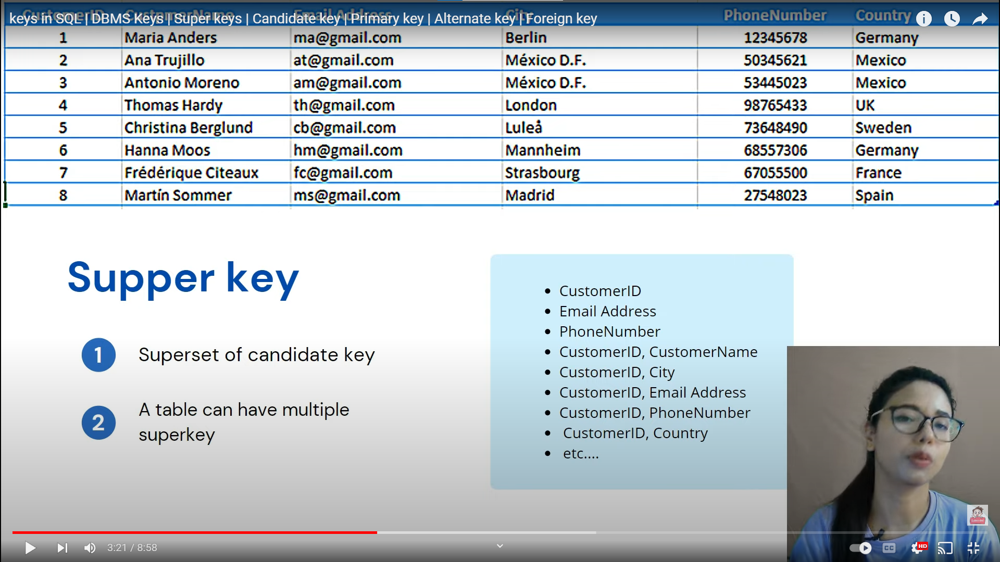 CustomerID CustomerName Email Address City PhoneNumber Country
keys in SQL | DBMS Keys | Super keys | Candidate key | Primary key | Alternate key | Foreign key
1 Maria Anders ma@gmail.com Berlin 12345678 Germany
2 Ana Trujillo at@gmail.com México D.F. 50345621 Mexico
3 Antonio Moreno am@gmail.com México D.F. 53445023 Mexico
4 Thomas Hardy th@gmail.com London 98765433 UK
5 Christina Berglund cb@gmail.com Luleå 73648490 Sweden
6 Hanna Moos hm@gmail.com Mannheim 68557306 Germany
7 Frédérique Citeaux fc@gmail.com Strasbourg 67055500 France
8 Martín Sommer ms@gmail.com Madrid 27548023 Spain
Supper key
1 Superset of candidate key
2 A table can have multiple
superkey
• CustomerID
• Email Address
• PhoneNumber
• CustomerID, CustomerName
• CustomerID, City
• CustomerID, Email Address
• CustomerID, PhoneNumber
• CustomerID, Country
• etc....
Subscribe!
3:21 / 8:58
CC
HD